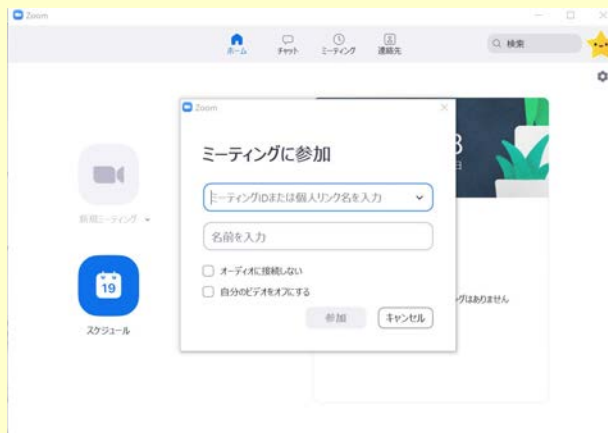 Zoom
ホーム
チャット
ミーティング
連絡先
検索
新規ミーティング
19
スケジュール
Zoom
ミーティングに参加
ミーティングIDまたは個人リンク名を入力
名前を入力
オーディオに接続しない
自分のビデオをオフにする
参加
キャンセル
8
日
グはありません